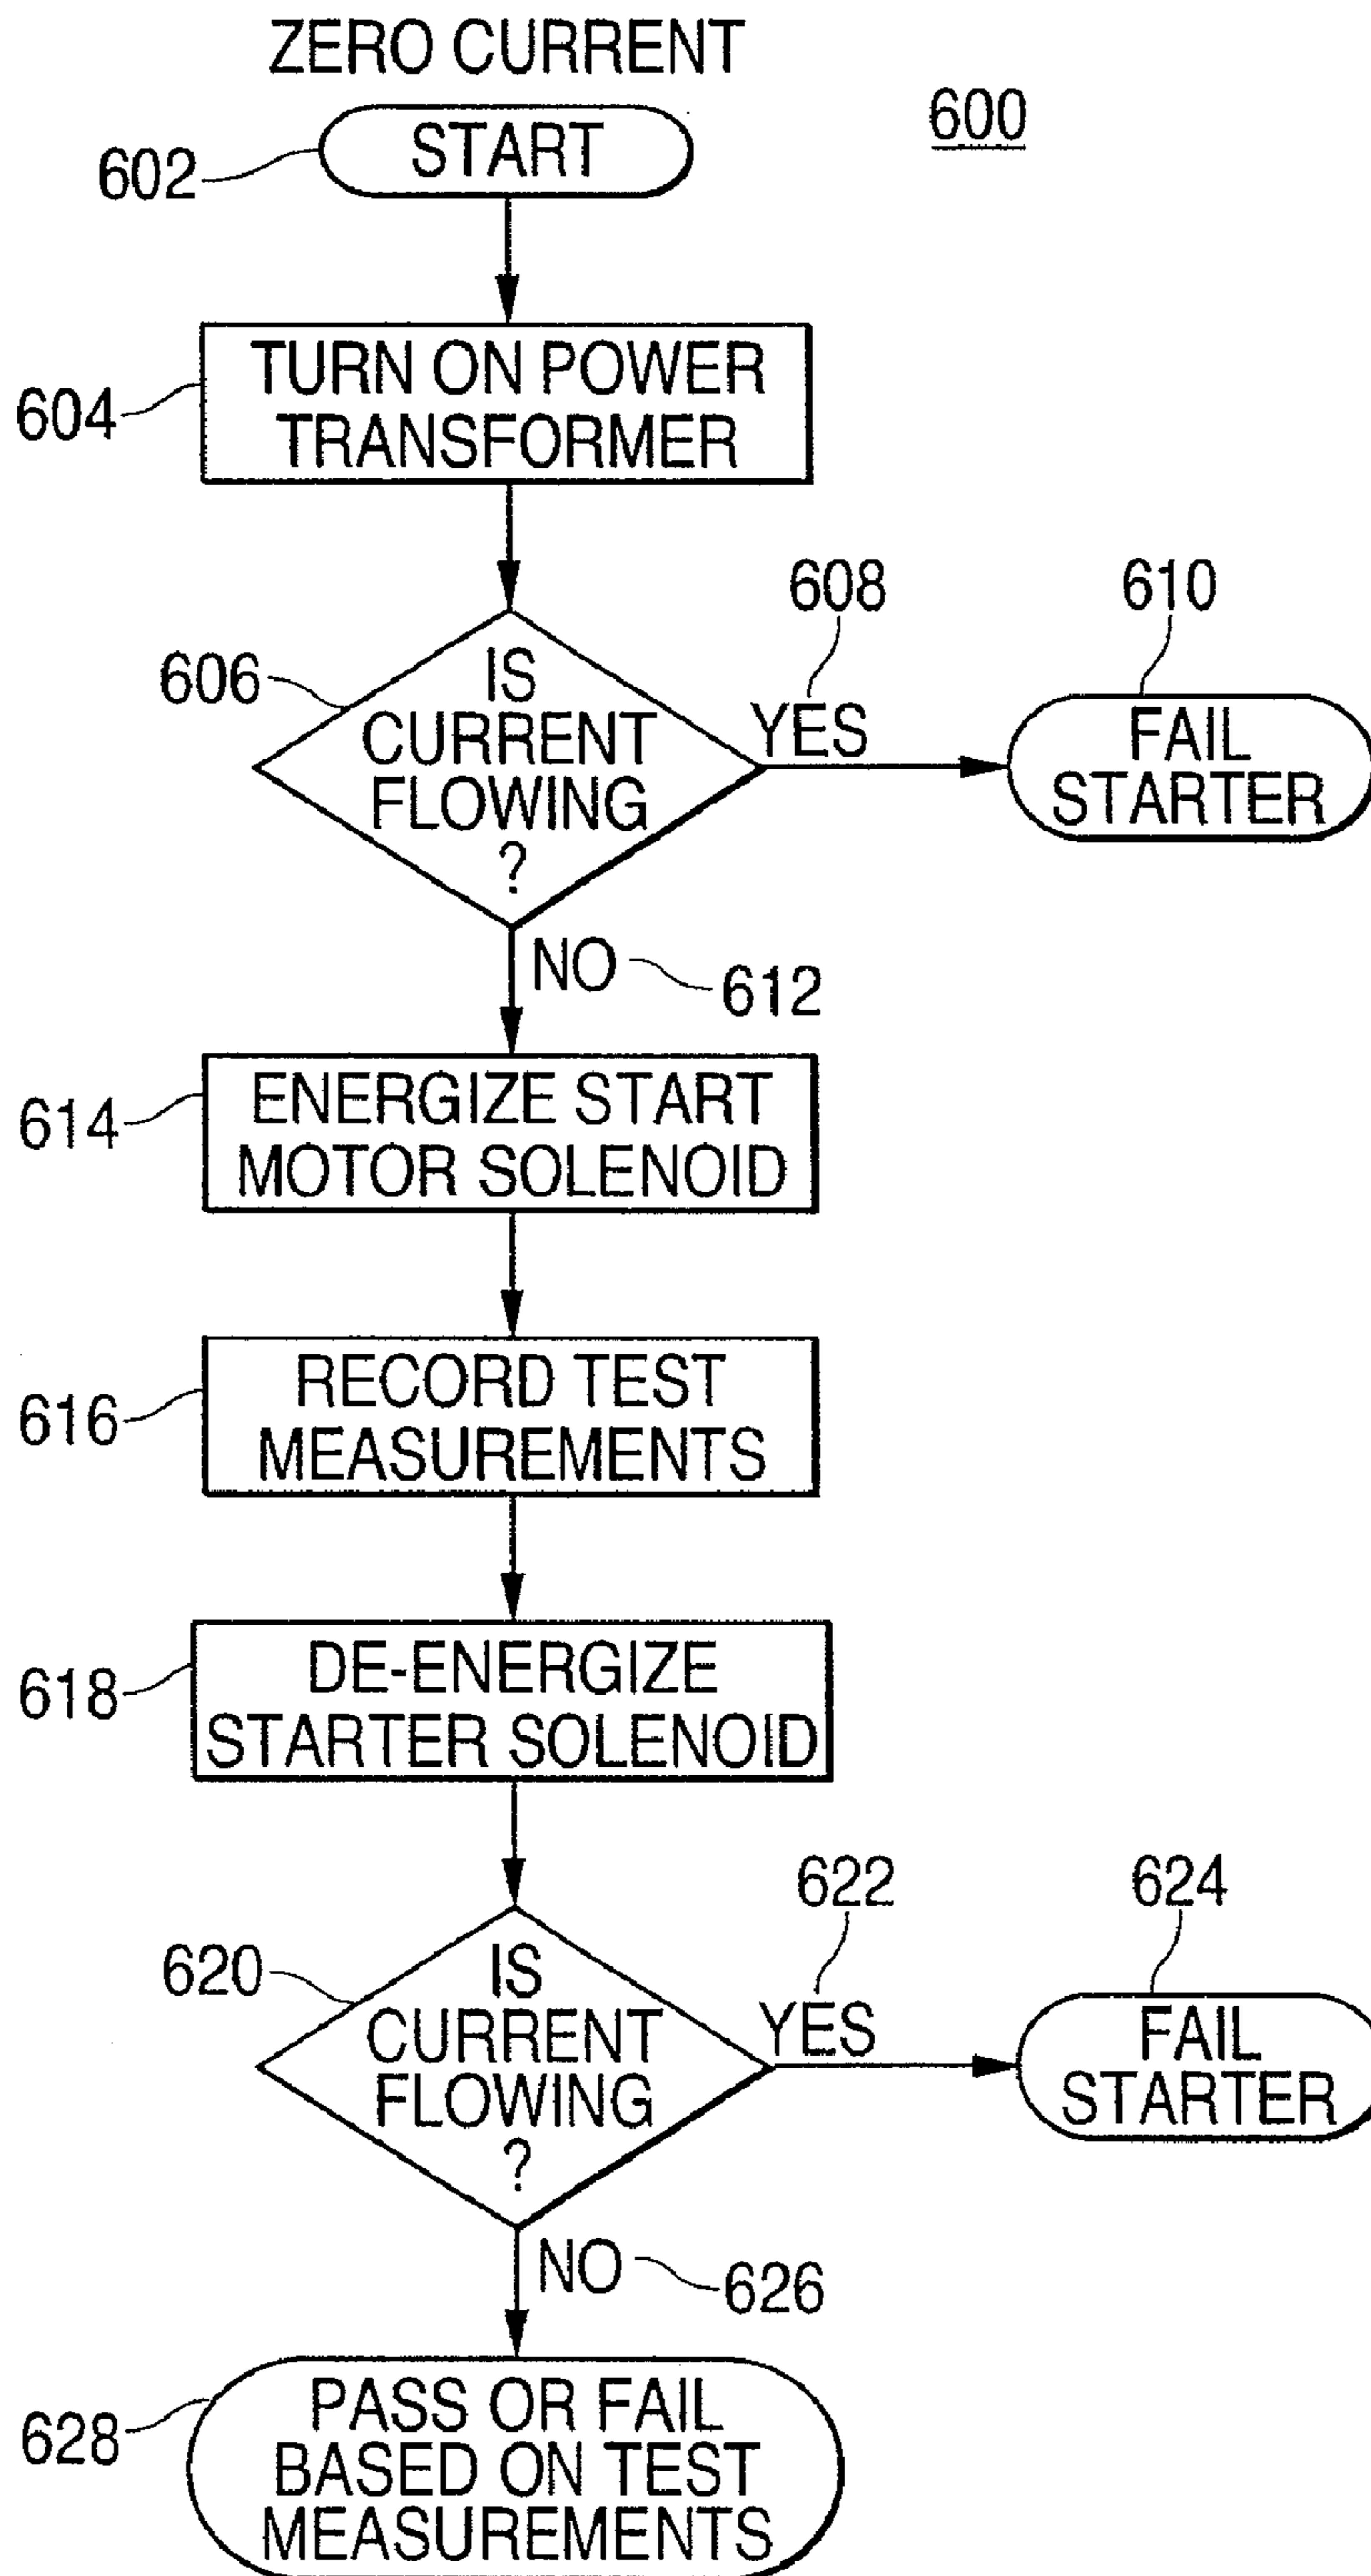 ZERO CURRENT
600
602
START
604
TURN ON POWER
TRANSFORMER
608
610
606
IS
CURRENT
FLOWING
?
YES
FAIL
STARTER
NO
612
614
ENERGIZE START
MOTOR SOLENOID
616
RECORD TEST
MEASUREMENTS
618
DE-ENERGIZE
STARTER SOLENOID
622
624
620
IS
CURRENT
FLOWING
?
YES
FAIL
STARTER
NO
626
628
PASS OR FAIL
BASED ON TEST
MEASUREMENTS